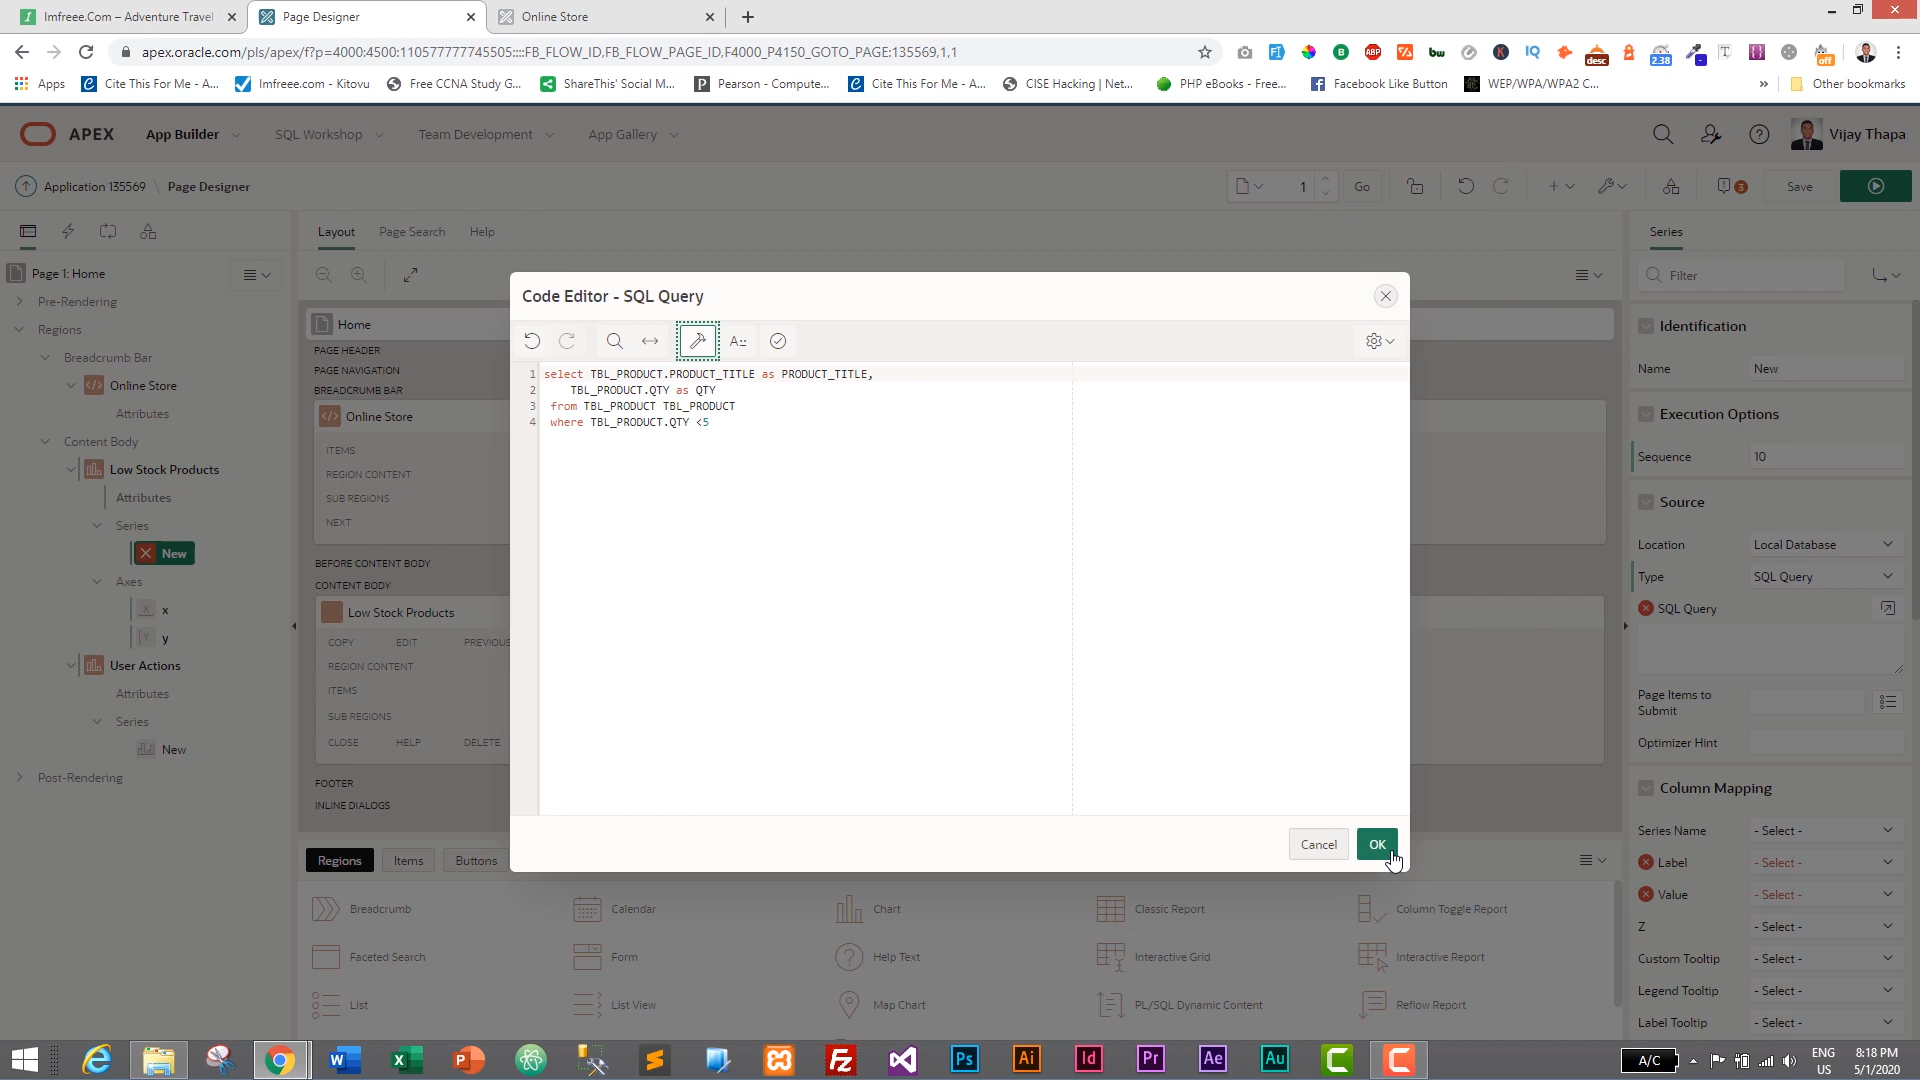 Imfreee.Com – Adventure Travel
Page Designer
Online Store
apex.oracle.com/pls/apex/f?p=4000:4500:110577777745505::::FB_FLOW_ID,FB_FLOW_PAGE_ID,F4000_P4150_GOTO_PAGE:135569,1,1
Apps
Cite This For Me - A...
Imfreee.com - Kitovu
Free CCNA Study G...
ShareThis' Social M...
Pearson - Compute...
Cite This For Me - A...
CISE Hacking | Net...
PHP eBooks - Free...
Facebook Like Button
WEP/WPA/WPA2 C...
Other bookmarks
APEX
App Builder
SQL Workshop
Team Development
App Gallery
Vijay Thapa
Application 135569 \ Page Designer
1
Go
3
Save
Layout
Page Search
Help
Series
Page 1: Home
Pre-Rendering
Regions
Breadcrumb Bar
Online Store
Attributes
Content Body
Low Stock Products
Attributes
Series
New
Axes
x
y
User Actions
Attributes
Series
New
Post-Rendering
Home
PAGE HEADER
PAGE NAVIGATION
BREADCRUMB BAR
Online Store
ITEMS
REGION CONTENT
SUB REGIONS
NEXT
BEFORE CONTENT BODY
CONTENT BODY
Low Stock Products
COPY EDIT PREVIOUS
REGION CONTENT
ITEMS
SUB REGIONS
CLOSE HELP DELETE
FOOTER
INLINE DIALOGS
Code Editor - SQL Query
1 select TBL_PRODUCT.PRODUCT_TITLE as PRODUCT_TITLE,
2 TBL_PRODUCT.QTY as QTY
3 from TBL_PRODUCT TBL_PRODUCT
4 where TBL_PRODUCT.QTY <5
Cancel
OK
Regions
Items
Buttons
Breadcrumb
Calendar
Chart
Classic Report
Column Toggle Report
Faceted Search
Form
Help Text
Interactive Grid
Interactive Report
List
List View
Map Chart
PL/SQL Dynamic Content
Reflow Report
Filter
Identification
Name New
Execution Options
Sequence 10
Source
Location Local Database
Type SQL Query
SQL Query
Page Items to
Submit
Optimizer Hint
Column Mapping
Series Name - Select -
Label - Select -
Value - Select -
Z - Select -
Custom Tooltip - Select -
Legend Tooltip - Select -
Label Tooltip - Select -
A/C
ENG
US
8:18 PM
5/1/2020